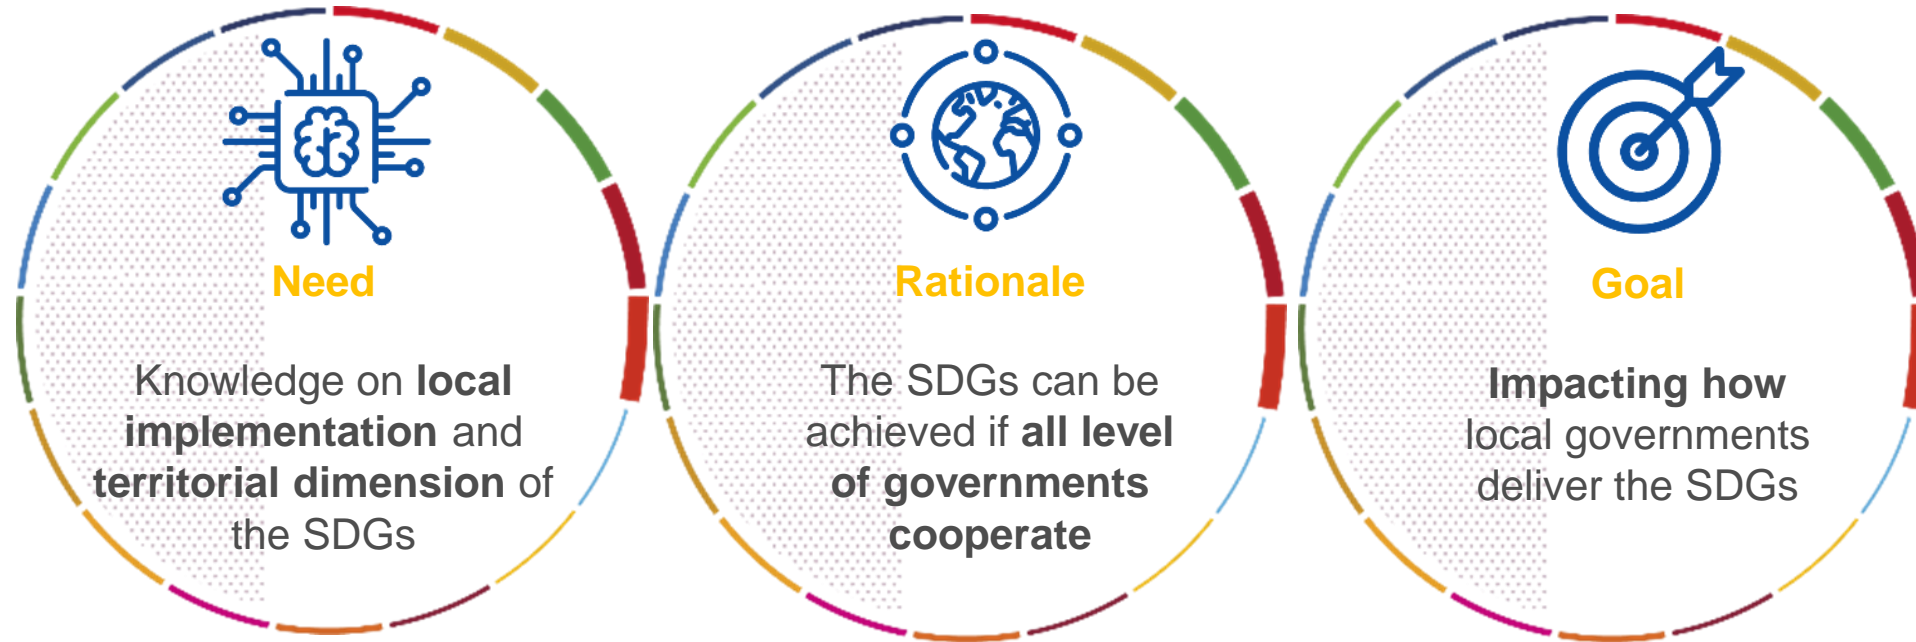 Need
Knowledge on local
implementation and
territorial dimension of
the SDGs
Rationale
The SDGs can be
achieved if all level
of governments
cooperate
Goal
Impacting how
local governments
deliver the SDGs